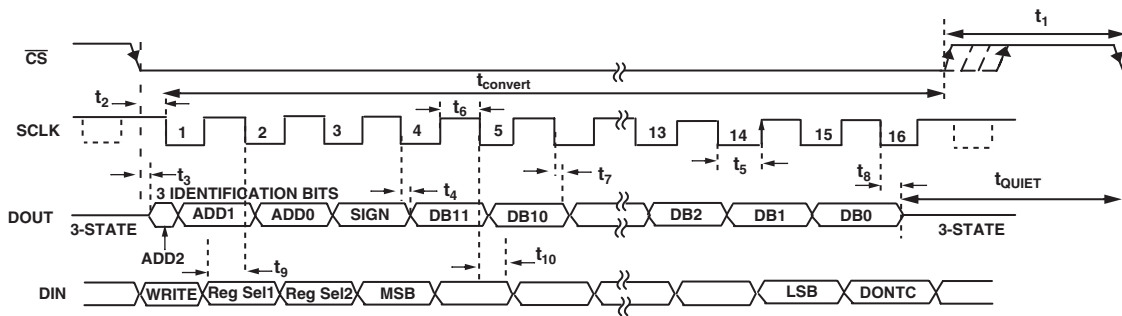 t1
CS
tconvert
t2
t6
SCLK
1 2 3 4 5 13 14 15 16
t5
t3
t7
t8
3 IDENTIFICATION BITS
t4
tQUIET
DOUT
ADD1 ADD0 SIGN DB11 DB10 DB2 DB1 DB0
3-STATE
3-STATE
ADD2
t9
t10
DIN
WRITE Reg Sel1 Reg Sel2 MSB LSB DONTC